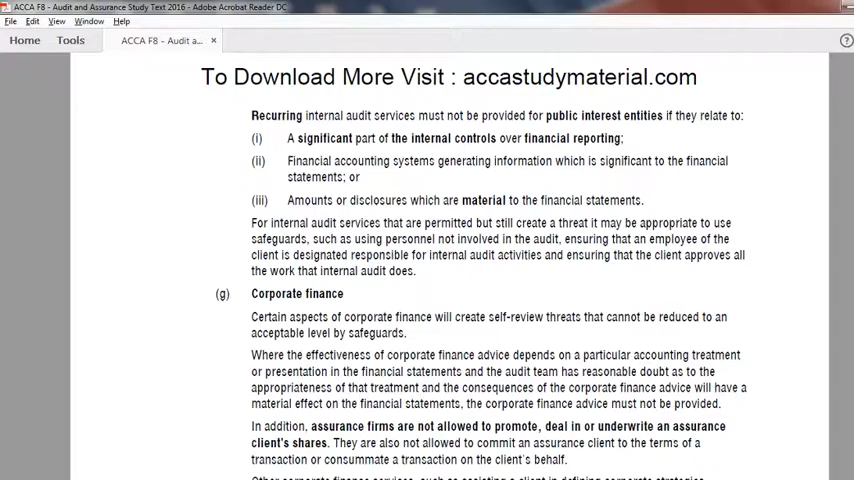 ACCA F8 - Audit and Assurance Study Text 2016 - Adobe Acrobat Reader DC
File Edit View Window Help
Home Tools ACCA F8 - Audit a... ×
To Download More Visit : accastudymaterial.com
Recurring internal audit services must not be provided for public interest entities if they relate to:
(i) A significant part of the internal controls over financial reporting;
(ii) Financial accounting systems generating information which is significant to the financial
statements; or
(iii) Amounts or disclosures which are material to the financial statements.
For internal audit services that are permitted but still create a threat it may be appropriate to use
safeguards, such as using personnel not involved in the audit, ensuring that an employee of the
client is designated responsible for internal audit activities and ensuring that the client approves all
the work that internal audit does.
(g) Corporate finance
Certain aspects of corporate finance will create self-review threats that cannot be reduced to an
acceptable level by safeguards.
Where the effectiveness of corporate finance advice depends on a particular accounting treatment
or presentation in the financial statements and the audit team has reasonable doubt as to the
appropriateness of that treatment and the consequences of the corporate finance advice will have a
material effect on the financial statements, the corporate finance advice must not be provided.
In addition, assurance firms are not allowed to promote, deal in or underwrite an assurance
client's shares. They are also not allowed to commit an assurance client to the terms of a
transaction or consummate a transaction on the client's behalf.
Other corporate finance services, such as assisting a client in defining corporate strategies,